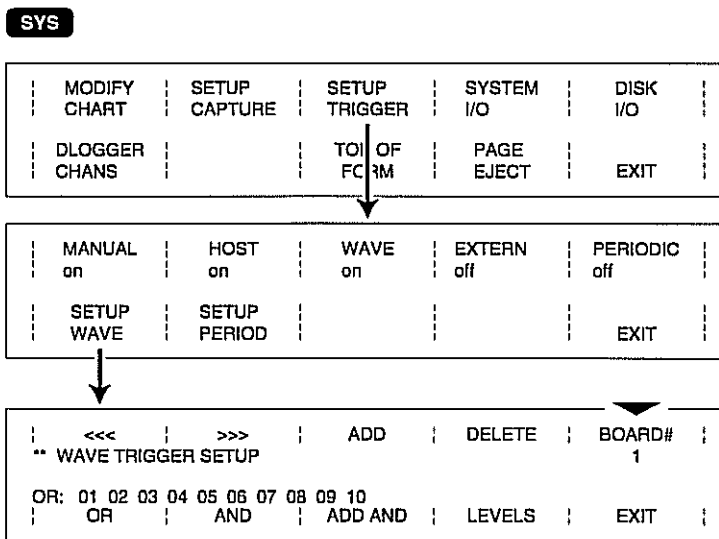 SYS
MODIFY SETUP SETUP SYSTEM DISK
CHART CAPTURE TRIGGER I/O I/O
DLOGGER OF PAGE
CHANS EJECT EXIT
MANUAL HOST WAVE EXTERN PERIODIC
on on on off off
SETUP SETUP
WAVE PERIOD EXIT
<<< >>> ADD DELETE BOARD#
** WAVE TRIGGER SETUP 1
OR: 01 02 03 04 05 06 07 08 09 10
OR AND ADD AND LEVELS EXIT